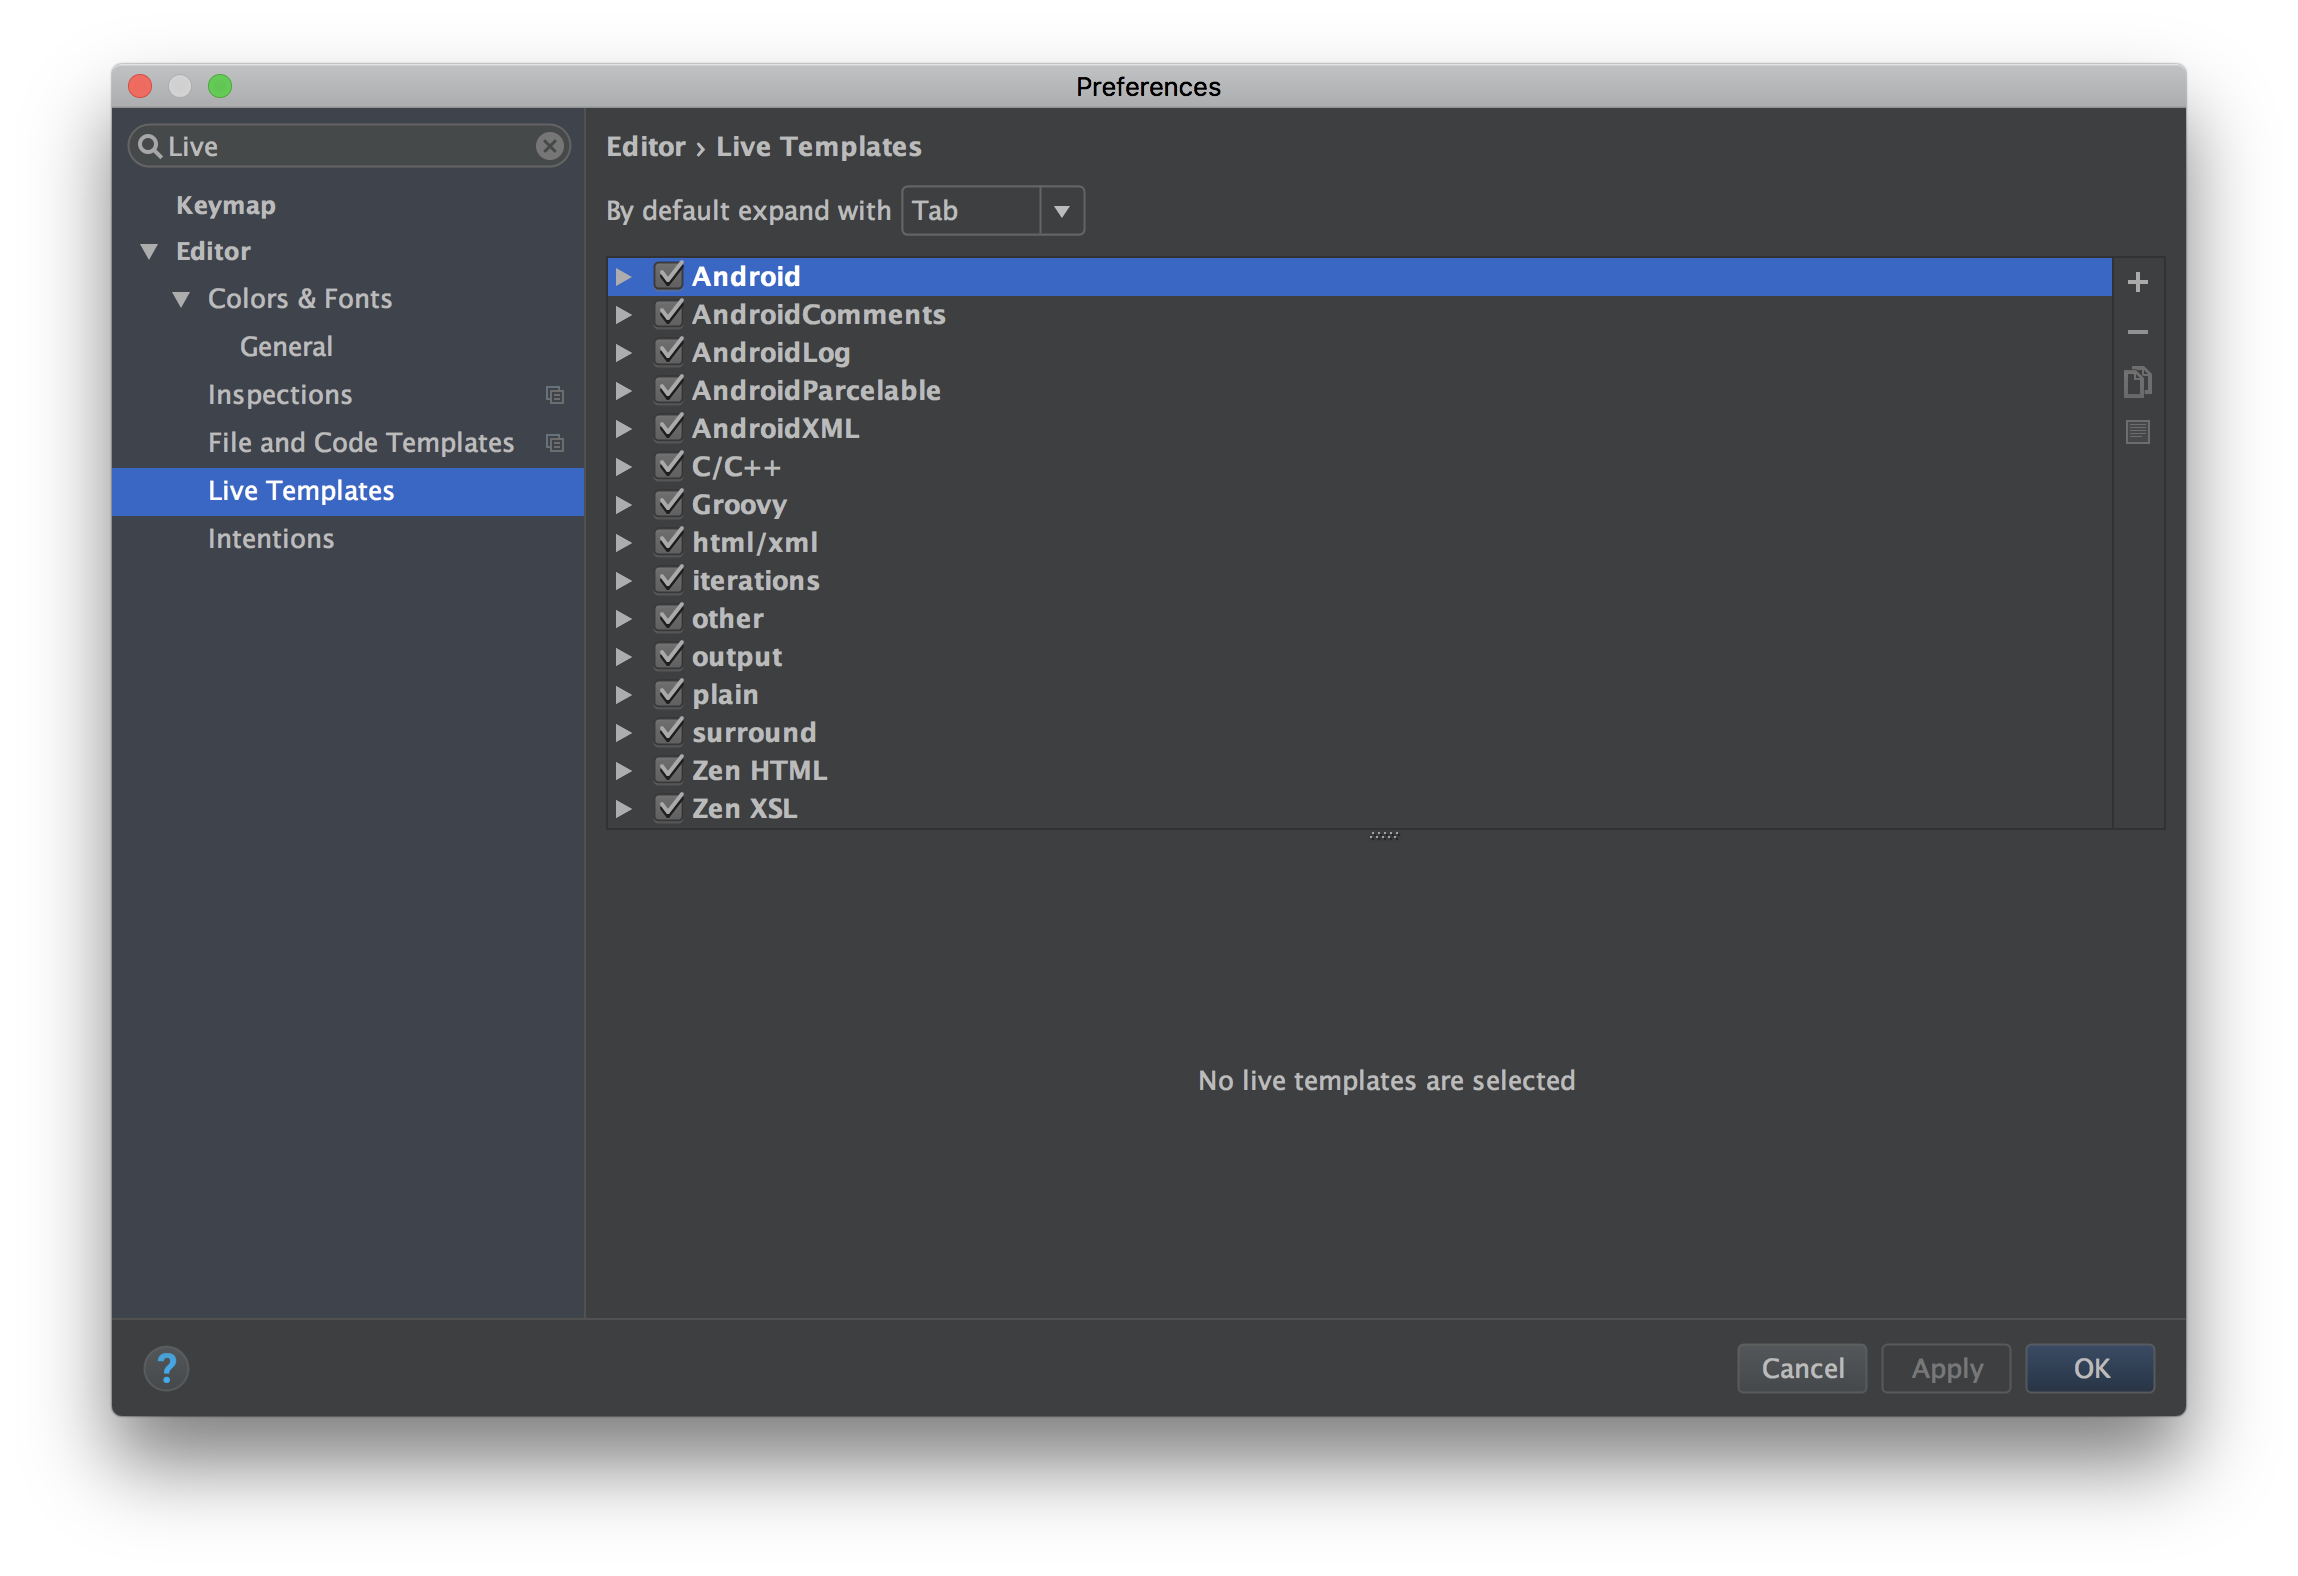 Preferences
Live
Keymap
Editor
Colors & Fonts
General
Inspections
File and Code Templates
Live Templates
Intentions
Editor › Live Templates
By default expand with Tab
Android
AndroidComments
AndroidLog
AndroidParcelable
AndroidXML
C/C++
Groovy
html/xml
iterations
other
output
plain
surround
Zen HTML
Zen XSL
No live templates are selected
?
Cancel Apply OK